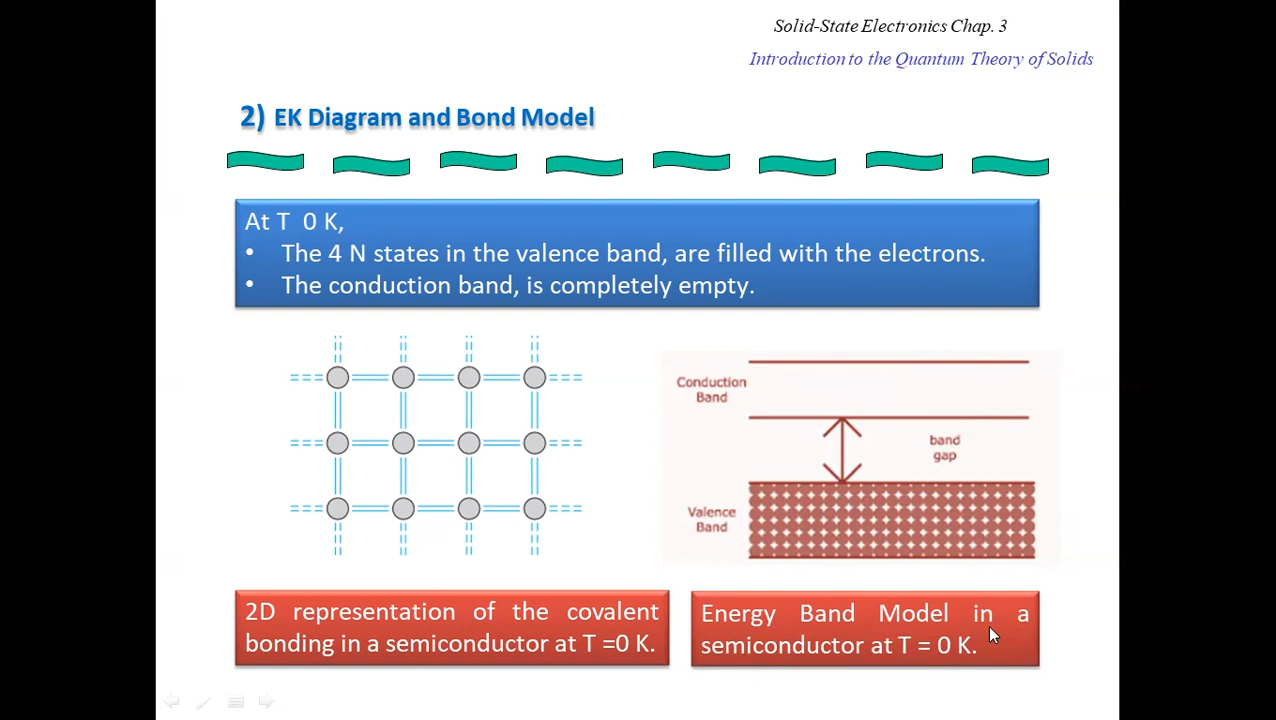 Solid-State Electronics Chap. 3
Introduction to the Quantum Theory of Solids
2) EK Diagram and Bond Model
At T 0 K,
• The 4 N states in the valence band, are filled with the electrons.
• The conduction band, is completely empty.
Conduction
Band
band
gap
Valence
Band
2D representation of the covalent
bonding in a semiconductor at T =0 K.
Energy Band Model in a
semiconductor at T = 0 K.